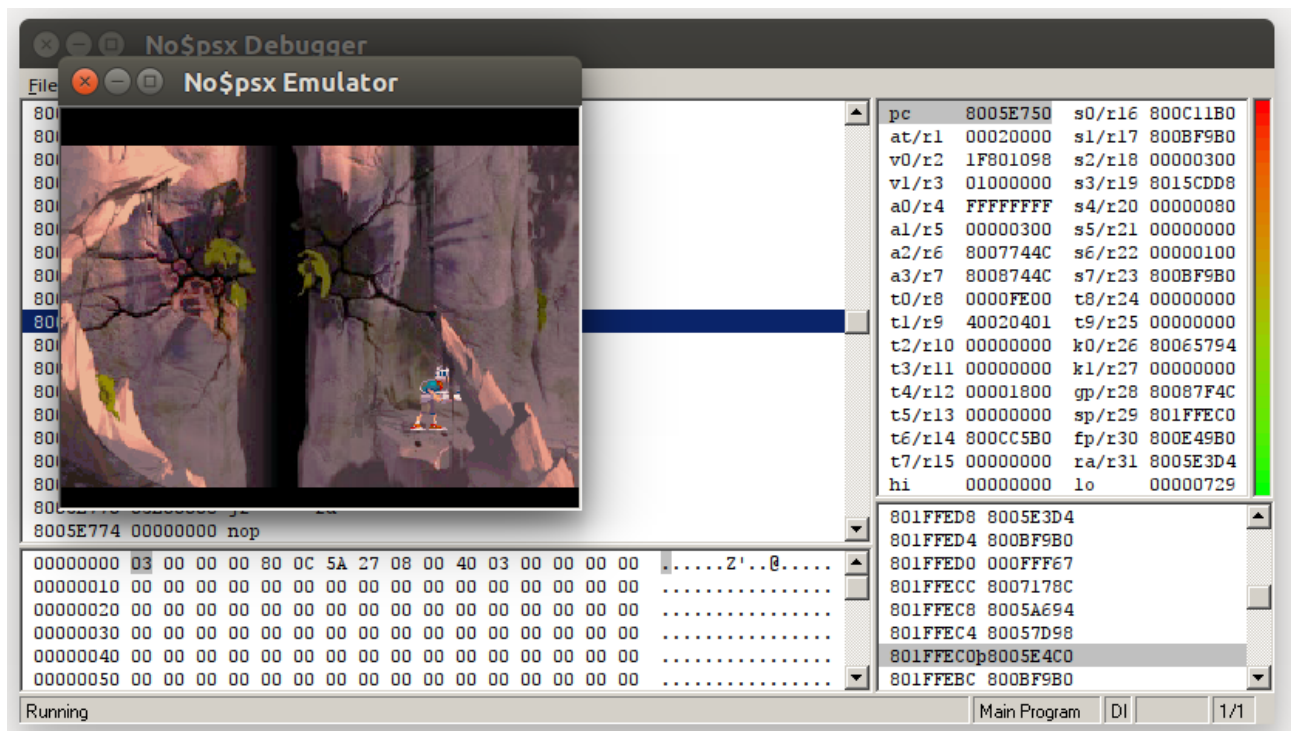 No$psx Debugger
No$psx Emulator
File
8005E774 00000000 nop
00000000 03 00 00 00 80 0C 5A 27 08 00 40 03 00 00 00 00 ......Z'..@.....
00000010 00 00 00 00 00 00 00 00 00 00 00 00 00 00 00 00 ................
00000020 00 00 00 00 00 00 00 00 00 00 00 00 00 00 00 00 ................
00000030 00 00 00 00 00 00 00 00 00 00 00 00 00 00 00 00 ................
00000040 00 00 00 00 00 00 00 00 00 00 00 00 00 00 00 00 ................
00000050 00 00 00 00 00 00 00 00 00 00 00 00 00 00 00 00 ................
pc 8005E750 s0/r16 800C11B0
at/r1 00020000 s1/r17 800BF9B0
v0/r2 1F801098 s2/r18 00000300
v1/r3 01000000 s3/r19 8015CDD8
a0/r4 FFFFFFFF s4/r20 00000080
a1/r5 00000300 s5/r21 00000000
a2/r6 8007744C s6/r22 00000100
a3/r7 8008744C s7/r23 800BF9B0
t0/r8 0000FE00 t8/r24 00000000
t1/r9 40020401 t9/r25 00000000
t2/r10 00000000 k0/r26 80065794
t3/r11 00000000 k1/r27 00000000
t4/r12 00001800 gp/r28 80087F4C
t5/r13 00000000 sp/r29 801FFEC0
t6/r14 800CC5B0 fp/r30 800E49B0
t7/r15 00000000 ra/r31 8005E3D4
hi 00000000 lo 00000729
801FFED8 8005E3D4
801FFED4 800BF9B0
801FFED0 000FFF67
801FFECC 8007178C
801FFEC8 8005A694
801FFEC4 80057D98
801FFEC0þ8005E4C0
801FFEBC 800BF9B0
Running
Main Program DI 1/1